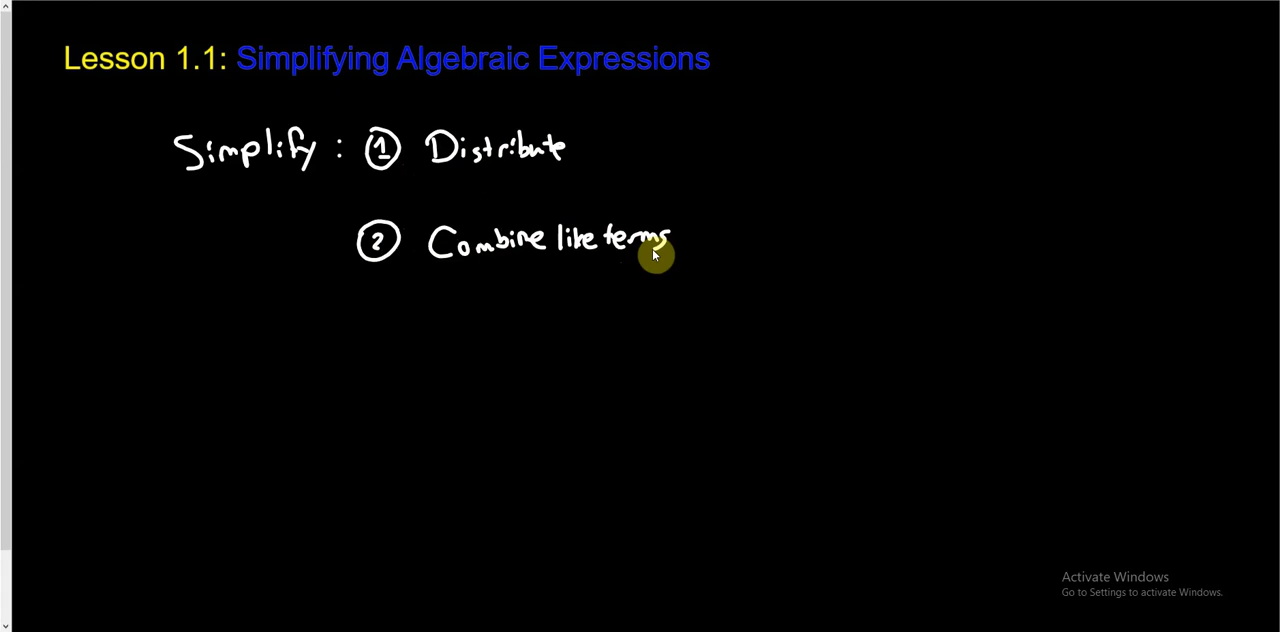 Lesson 1.1: Simplifying Algebraic Expressions
Simplify: 1 Distribute
2 Combine like terms
Activate Windows
Go to Settings to activate Windows.